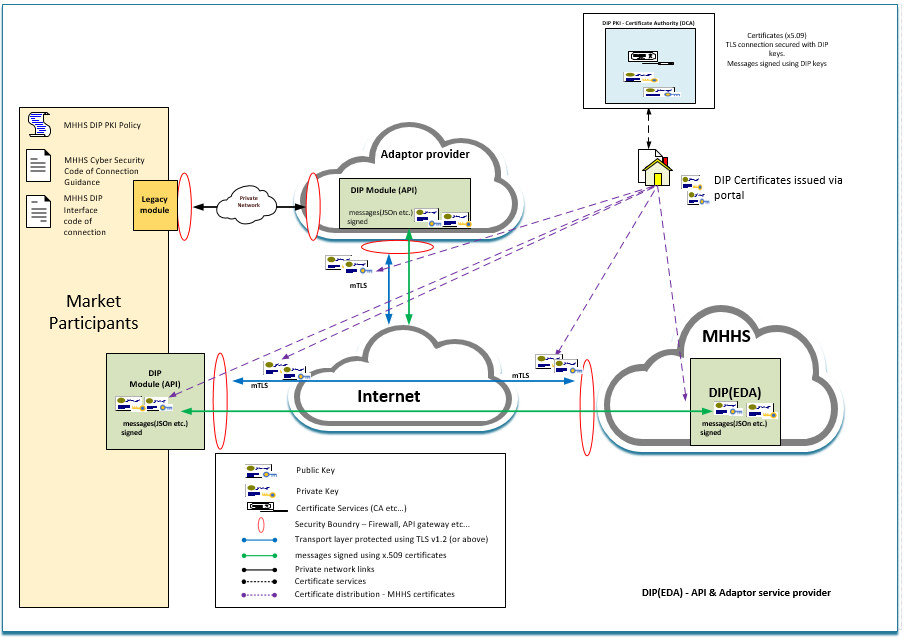 DIP PKI - Certificate Authority (DCA)
Certificates (x5.09)
TLS connection secured with DIP
keys.
Messages signed using DIP keys
MHHS DIP PKI Policy
MHHS Cyber Security
Code of Connection
Guidance
MHHS DIP
Interface
code of
connection
Legacy
module
Private
Network
Adaptor provider
DIP Module (API)
messages(JSOn etc.)
signed
DIP Certificates issued via
portal
mTLS
Market
Participants
MHHS
DIP
Module (API)
messages(JSOn etc.)
signed
mTLS
Internet
mTLS
DIP(EDA)
messages(JSOn etc.)
signed
Public Key
Private Key
Certificate Services (CA etc...)
Security Boundry – Firewall, API gateway etc...
Transport layer protected using TLS v1.2 (or above)
messages signed using x.509 certificates
Private network links
Certificate services
Certificate distribution - MHHS certificates
DIP(EDA) - API & Adaptor service provider